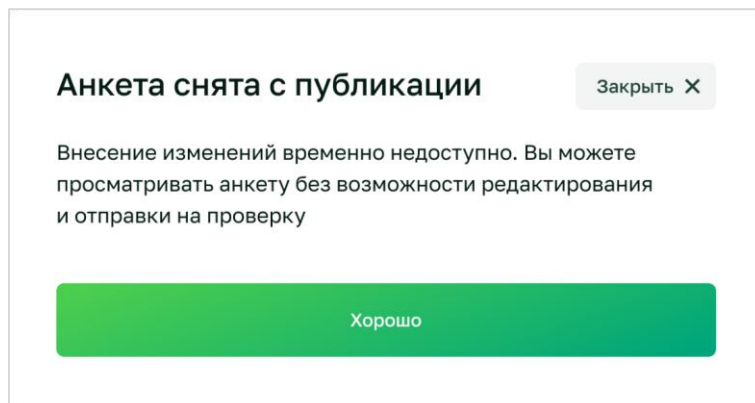 Анкета снята с публикации
Закрыть
Внесение изменений временно недоступно. Вы можете
просматривать анкету без возможности редактирования
и отправки на проверку
Хорошо